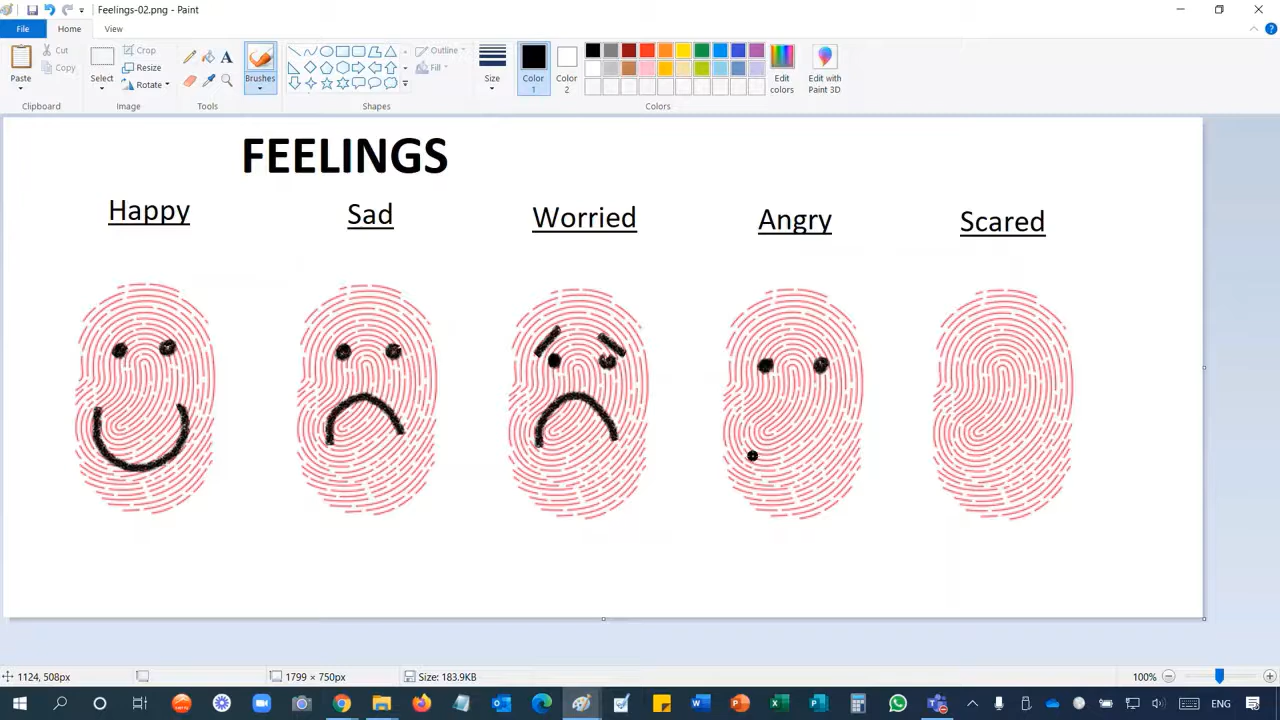 Feelings-02.png - Paint
File Home View
Paste
Cut
Copy
Clipboard
Select
Crop
Resize
Rotate
Image
A
Tools
Brushes
Outline
Fill
Shapes
Size
Color 1
Color 2
Edit colors
Edit with Paint 3D
Colors
FEELINGS
Happy Sad Worried Angry Scared
1124, 508px 1799 × 750px Size: 183.9KB 100%
ENG